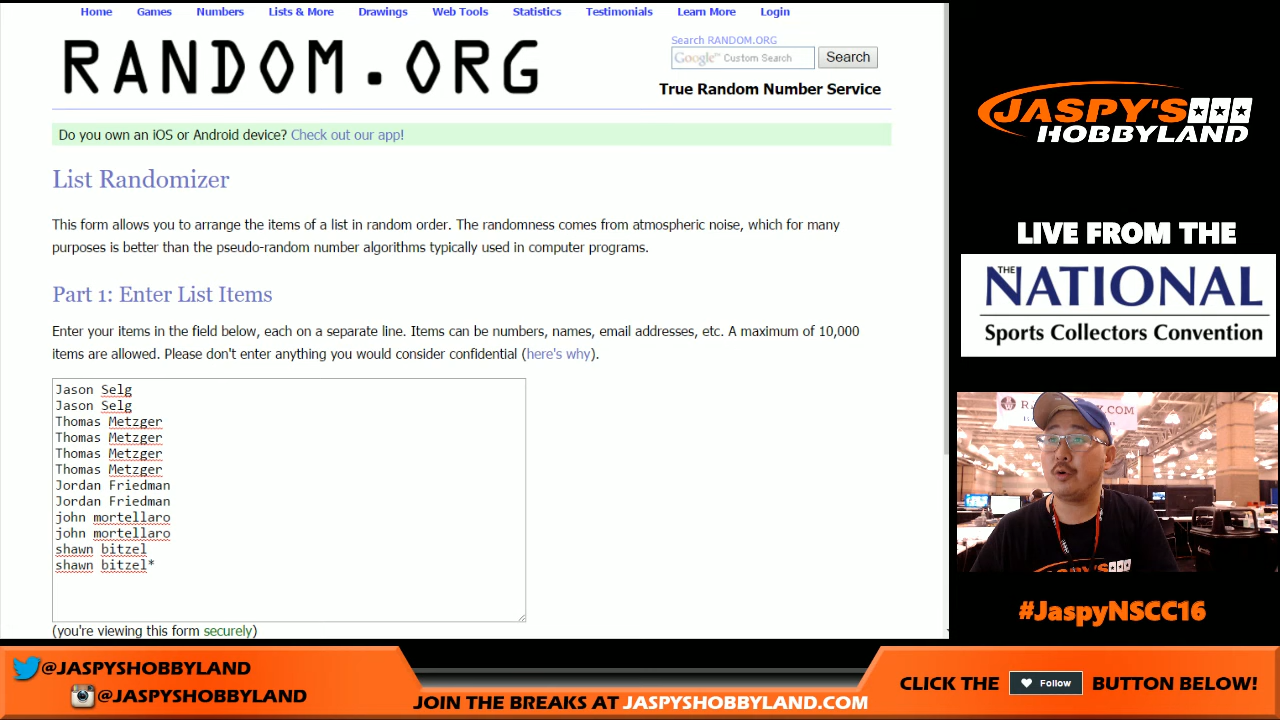 Home Games Numbers Lists & More Drawings Web Tools Statistics Testimonials Learn More Login
RANDOM.ORG
Search RANDOM.ORG
Google™ Custom Search Search
True Random Number Service
Do you own an iOS or Android device? Check out our app!
List Randomizer
This form allows you to arrange the items of a list in random order. The randomness comes from atmospheric noise, which for many
purposes is better than the pseudo-random number algorithms typically used in computer programs.
Part 1: Enter List Items
Enter your items in the field below, each on a separate line. Items can be numbers, names, email addresses, etc. A maximum of 10,000
items are allowed. Please don't enter anything you would consider confidential (here's why).
Jason Selg
Jason Selg
Thomas Metzger
Thomas Metzger
Thomas Metzger
Thomas Metzger
Jordan Friedman
Jordan Friedman
john mortellaro
john mortellaro
shawn bitzel
shawn bitzel*
(you're viewing this form securely)
JASPY'S
HOBBYLAND
LIVE FROM THE
THE NATIONAL
Sports Collectors Convention
#JaspyNSCC16
@JASPYSHOBBYLAND
@JASPYSHOBBYLAND
JOIN THE BREAKS AT JASPYSHOBBYLAND.COM
CLICK THE Follow BUTTON BELOW!